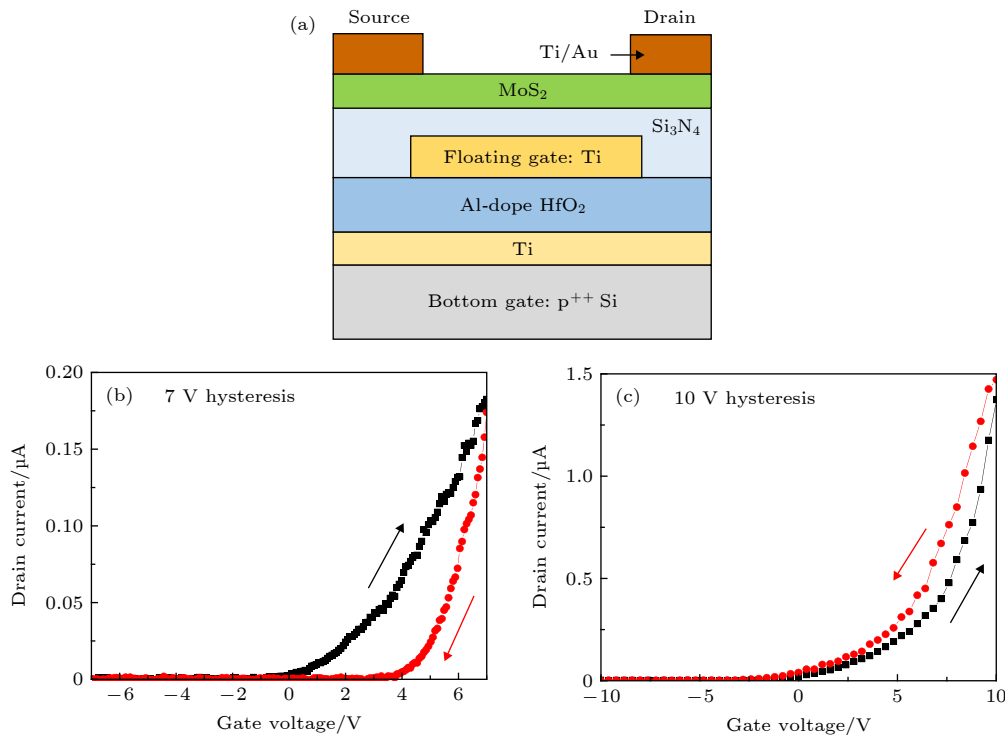 (a)
Source
Drain
Ti/Au
MoS₂
Si₃N₄
Floating gate: Ti
Al-dope HfO₂
Ti
Bottom gate: p⁺⁺ Si
(b)
7 V hysteresis
0.20
0.15
0.10
0.05
0
Drain current/µA
−6
−4
−2
0
2
4
6
Gate voltage/V
(c)
10 V hysteresis
1.5
1.0
0.5
0
Drain current/µA
−10
−5
0
5
10
Gate voltage/V